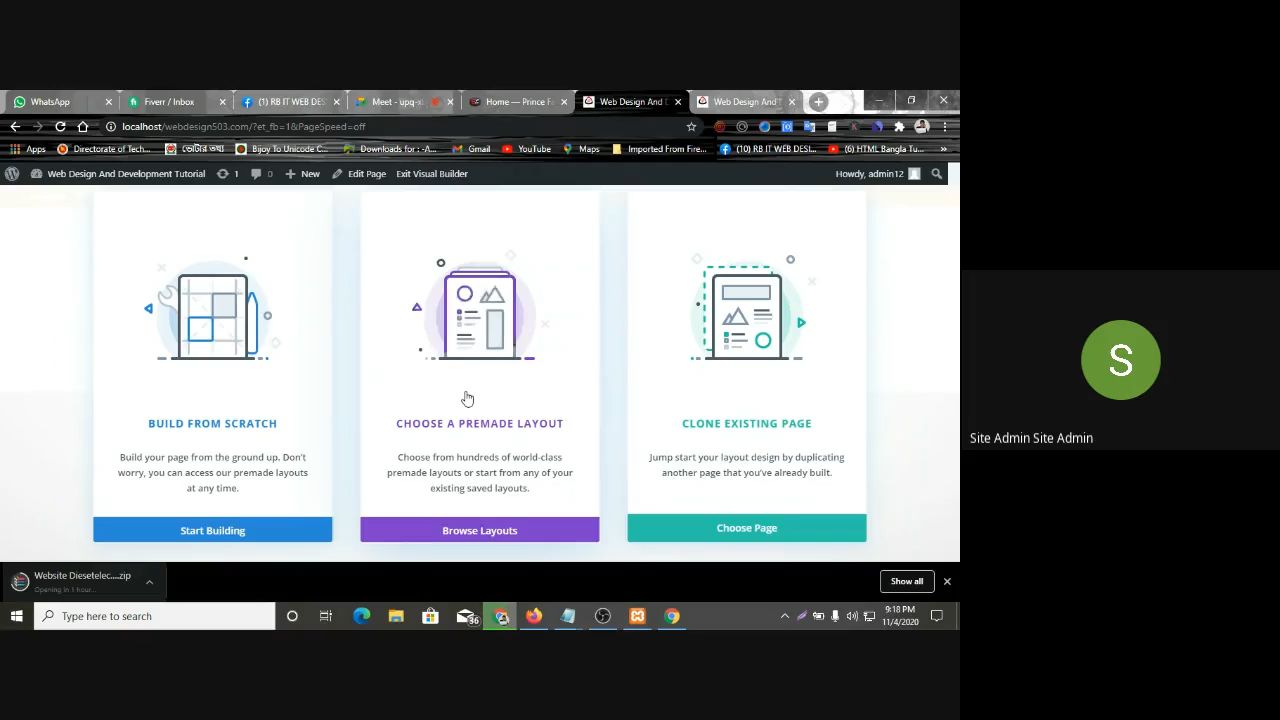 WhatsApp
Fiverr / Inbox
(1) RB IT WEB DES
Meet - upq-x
Home — Prince F
Web Design And D
Web Design And
localhost/webdesign503.com/?et_fb=1&PageSpeed=off
Apps
Directorate of Tech...
Bijoy To Unicode C...
Downloads for : -A...
Gmail
YouTube
Maps
Imported From Fire...
(10) RB IT WEB DESI...
(6) HTML Bangla Tu...
Web Design And Development Tutorial
1
0
New
Edit Page
Exit Visual Builder
Howdy, admin12
BUILD FROM SCRATCH
Build your page from the ground up. Don't
worry, you can access our premade layouts
at any time.
Start Building
CHOOSE A PREMADE LAYOUT
Choose from hundreds of world-class
premade layouts or start from any of your
existing saved layouts.
Browse Layouts
CLONE EXISTING PAGE
Jump start your layout design by duplicating
another page that you've already built.
Choose Page
S
Site Admin Site Admin
Website Diesetelec....zip
Opening in 1 hour...
Show all
Type here to search
36
9:18 PM
11/4/2020